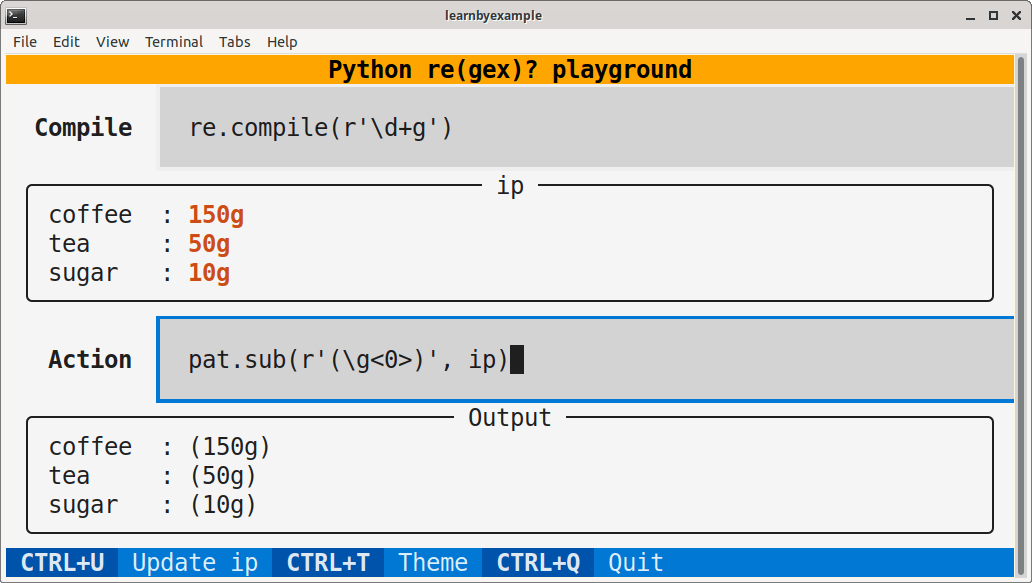 learnbyexample
File Edit View Terminal Tabs Help
Python re(gex)? playground
Compile re.compile(r'\d+g')
ip
coffee : 150g
tea : 50g
sugar : 10g
Action pat.sub(r'(\g<0>)', ip)
Output
coffee : (150g)
tea : (50g)
sugar : (10g)
CTRL+U Update ip CTRL+T Theme CTRL+Q Quit